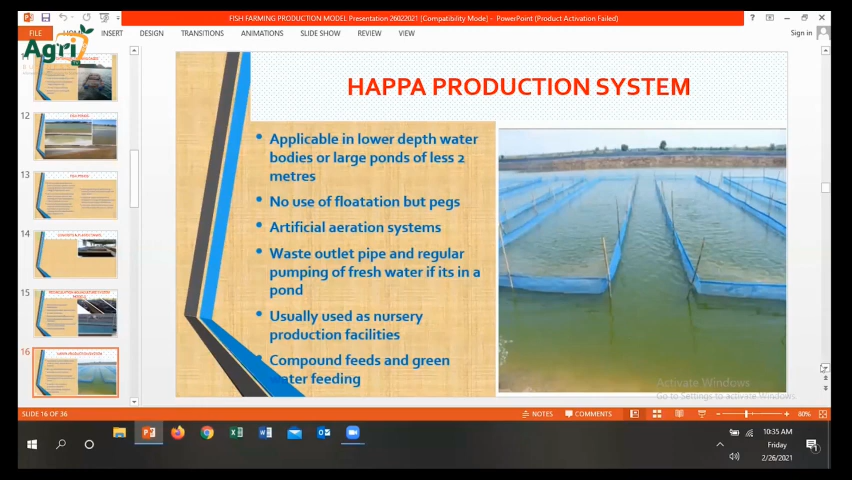 FISH FARMING PRODUCTION MODEL Presentation 26022021 [Compatibility Mode] - PowerPoint (Product Activation Failed)
FILE HOME INSERT DESIGN TRANSITIONS ANIMATIONS SLIDE SHOW REVIEW VIEW
Sign in
Agri
TV
12
13
14
15
16
HAPPA PRODUCTION SYSTEM
• Applicable in lower depth water
bodies or large ponds of less 2
metres
• No use of floatation but pegs
• Artificial aeration systems
• Waste outlet pipe and regular
pumping of fresh water if its in a
pond
• Usually used as nursery
production facilities
• Compound feeds and green
water feeding
Activate Windows
Go to Settings to activate Windows.
SLIDE 16 OF 36
NOTES COMMENTS
80%
10:35 AM
Friday
2/26/2021